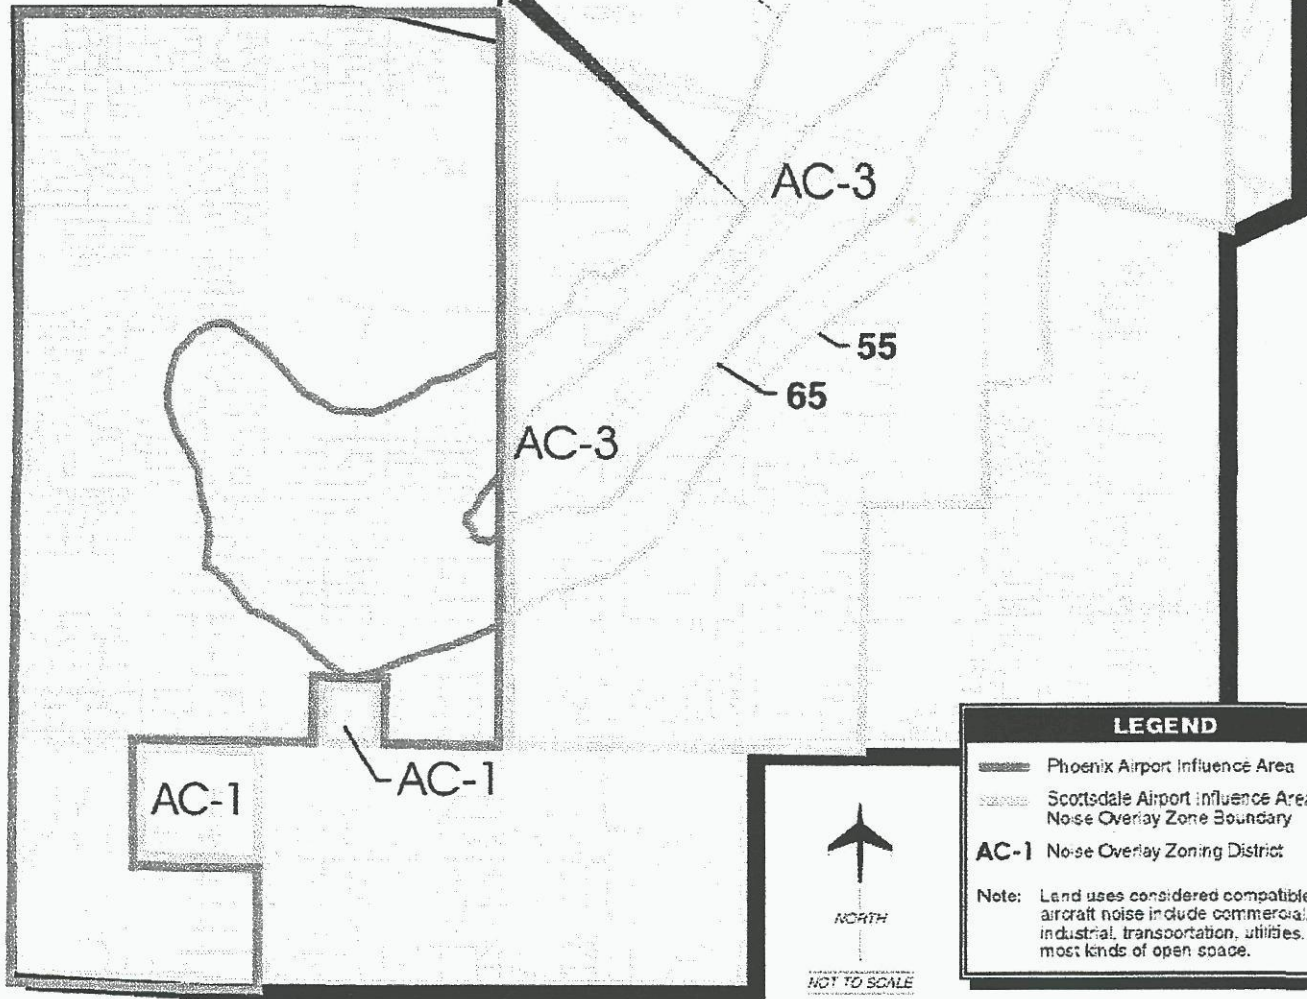 AC-3
55
65
AC-3
AC-1
AC-1
NORTH
NOT TO SCALE
LEGEND
Phoenix Airport Influence Area
Scottsdale Airport Influence Area
Noise Overlay Zone Boundary
AC-1 Noise Overlay Zoning District
Note: Land uses considered compatible
aircraft noise include commercial,
industrial, transportation, utilities,
most kinds of open space.